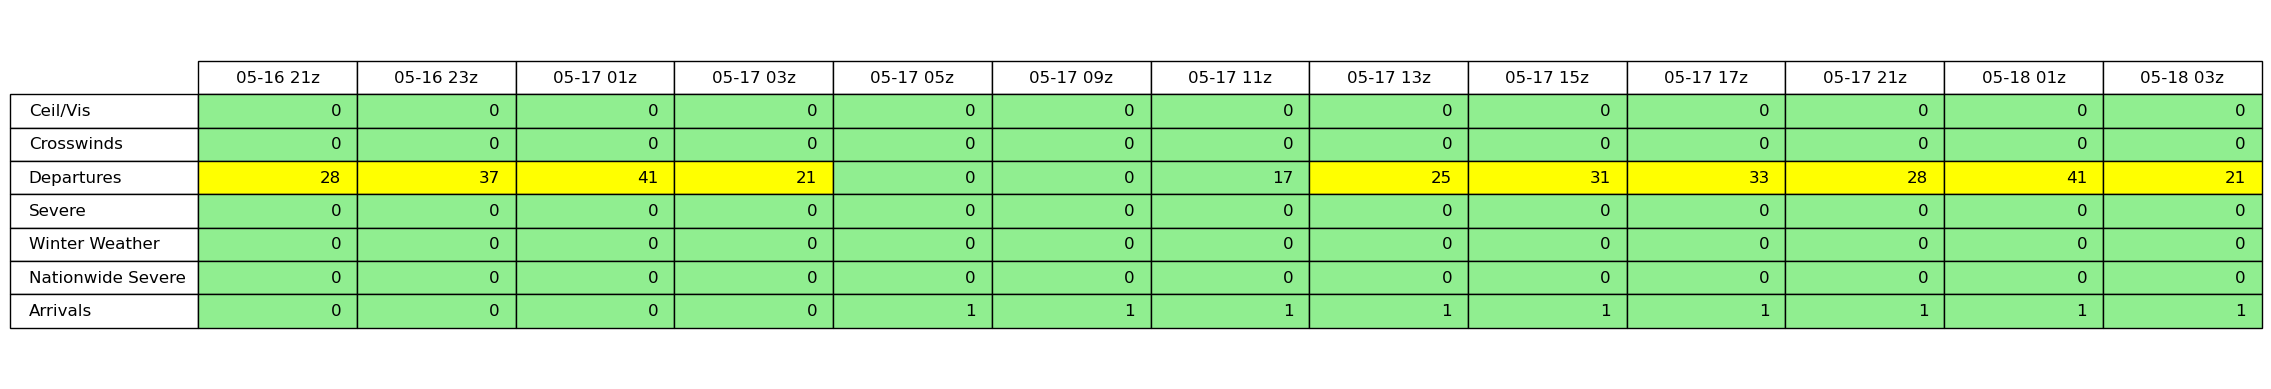 05-16 21z 05-16 23z 05-17 01z 05-17 03z 05-17 05z 05-17 09z 05-17 11z 05-17 13z 05-17 15z 05-17 17z 05-17 21z 05-18 01z 05-18 03z
Ceil/Vis 0 0 0 0 0 0 0 0 0 0 0 0 0
Crosswinds 0 0 0 0 0 0 0 0 0 0 0 0 0
Departures 28 37 41 21 0 0 17 25 31 33 28 41 21
Severe 0 0 0 0 0 0 0 0 0 0 0 0 0
Winter Weather 0 0 0 0 0 0 0 0 0 0 0 0 0
Nationwide Severe 0 0 0 0 0 0 0 0 0 0 0 0 0
Arrivals 0 0 0 0 1 1 1 1 1 1 1 1 1